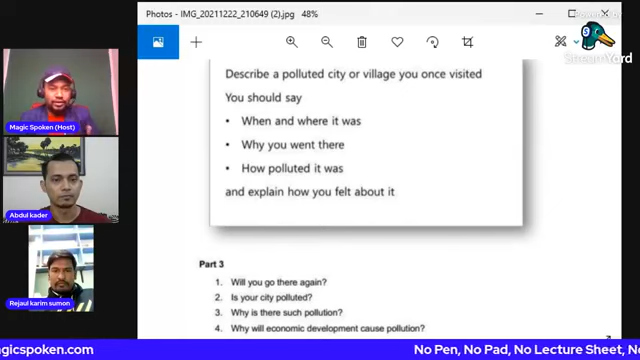 Photos - IMG_20211222_210649 (2).jpg 48%
Powered by
StreamYard
Describe a polluted city or village you once visited
You should say
• When and where it was
• Why you went there
• How polluted it was
and explain how you felt about it
Magic Spoken (Host)
Abdul kader
Rejaul karim sumon
Part 3
1. Will you go there again?
2. Is your city polluted?
3. Why is there such pollution?
4. Why will economic development cause pollution?
agicspoken.com
No Pen, No Pad, No Lecture Sheet, No